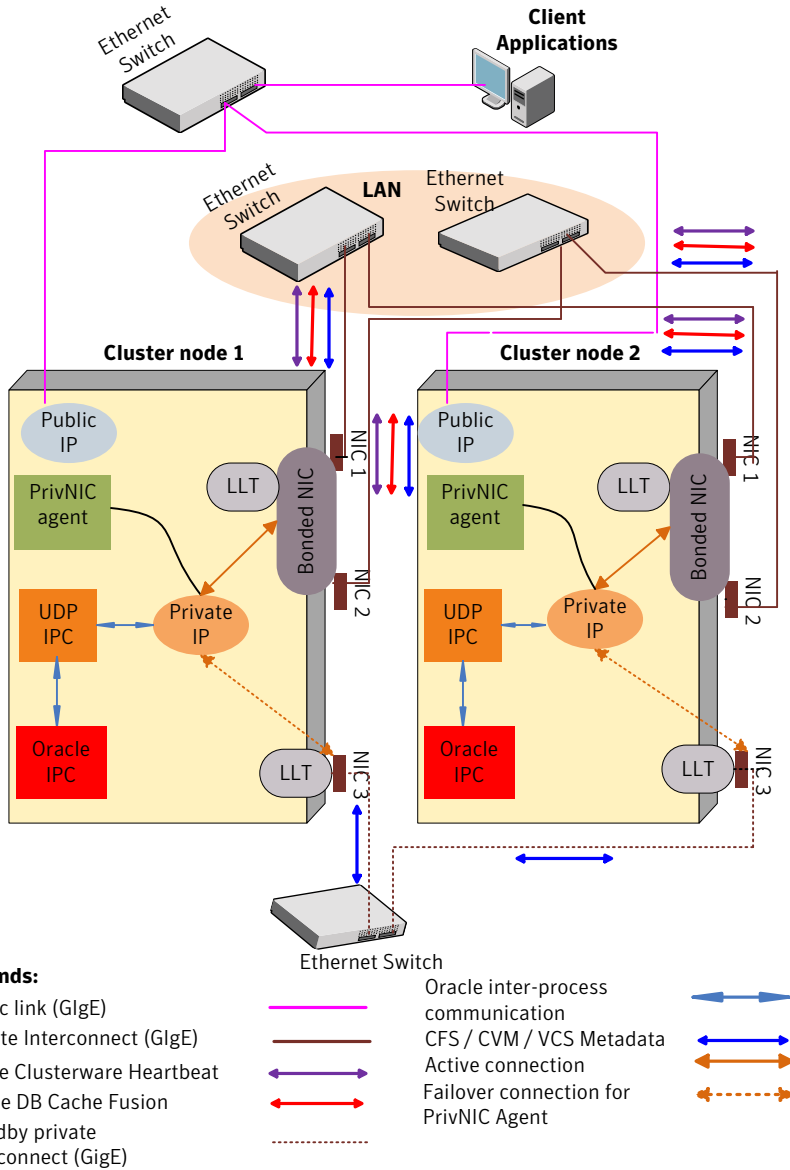 Ethernet
Switch
Client
Applications
Ethernet
Switch
LAN
Ethernet
Switch
Cluster node 1
Cluster node 2
Public
IP
PrivNIC
agent
LLT
Bonded NIC
NIC 1
NIC 2
UDP
IPC
Private
IP
Oracle
IPC
LLT
NIC 3
Public
IP
PrivNIC
agent
LLT
Bonded NIC
NIC 1
NIC 2
UDP
IPC
Private
IP
Oracle
IPC
LLT
NIC 3
Ethernet Switch
nds:
c link (GIgE)
te Interconnect (GIgE)
e Clusterware Heartbeat
e DB Cache Fusion
dby private
connect (GigE)
Oracle inter-process
communication
CFS / CVM / VCS Metadata
Active connection
Failover connection for
PrivNIC Agent